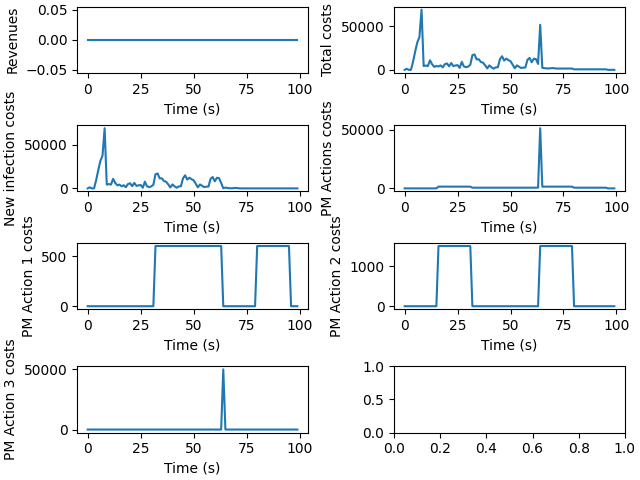 Revenues
0.05
0.00
−0.05
0 25 50 75 100
Time (s)
Total costs
50000
0
0 25 50 75 100
Time (s)
New infection costs
50000
0
0 25 50 75 100
Time (s)
PM Actions costs
50000
0
0 25 50 75 100
Time (s)
PM Action 1 costs
500
0
0 25 50 75 100
Time (s)
PM Action 2 costs
1000
0
0 25 50 75 100
Time (s)
PM Action 3 costs
50000
0
0 25 50 75 100
Time (s)
1.0
0.5
0.0
0.0 0.2 0.4 0.6 0.8 1.0